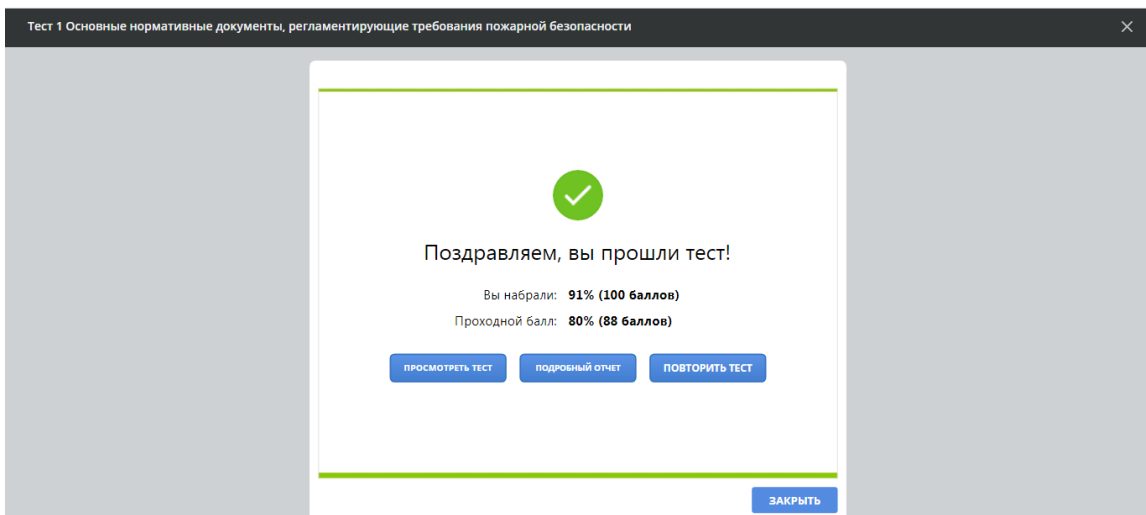 Тест 1 Основные нормативные документы, регламентирующие требования пожарной безопасности
Поздравляем, вы прошли тест!
Вы набрали: 91% (100 баллов)
Проходной балл: 80% (88 баллов)
ПРОСМОТРЕТЬ ТЕСТ ПОДРОБНЫЙ ОТЧЕТ ПОВТОРИТЬ ТЕСТ
ЗАКРЫТЬ